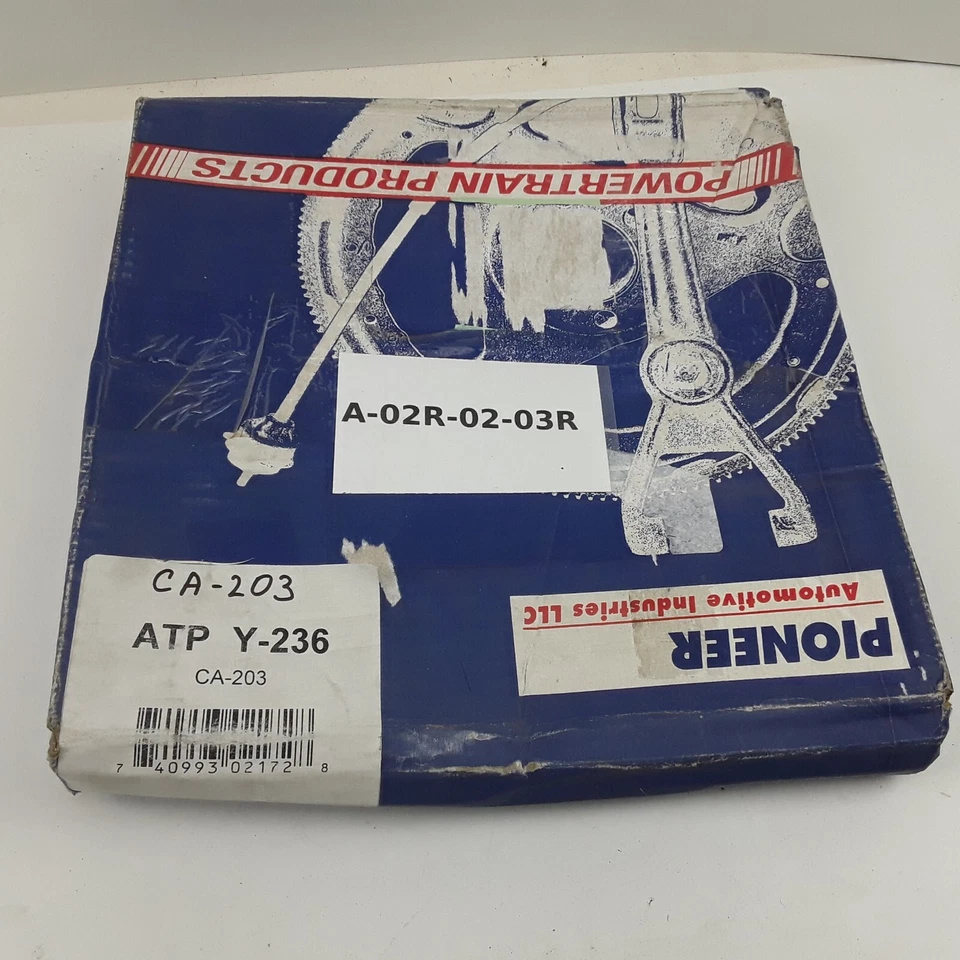 POWERTRAIN PRODUCTS
A-02R-02-03R
CA-203
ATP Y-236
CA-203
7 40993 02172 8
PIONEER
Automotive Industries LLC